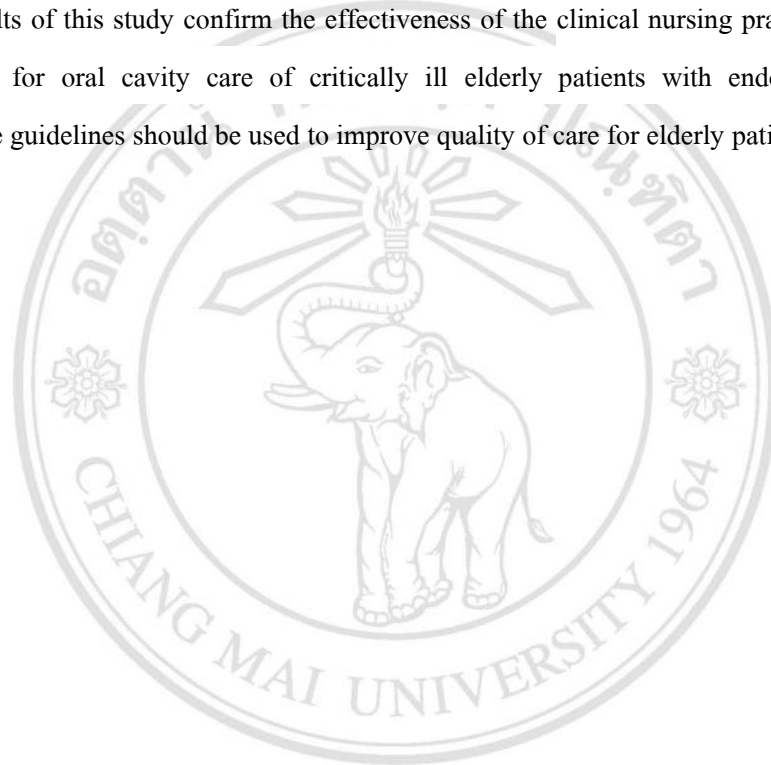 lts of this study confirm the effectiveness of the clinical nursing pra
for oral cavity care of critically ill elderly patients with endo
e guidelines should be used to improve quality of care for elderly pati
CHIANG MAI UNIVERSITY 1964